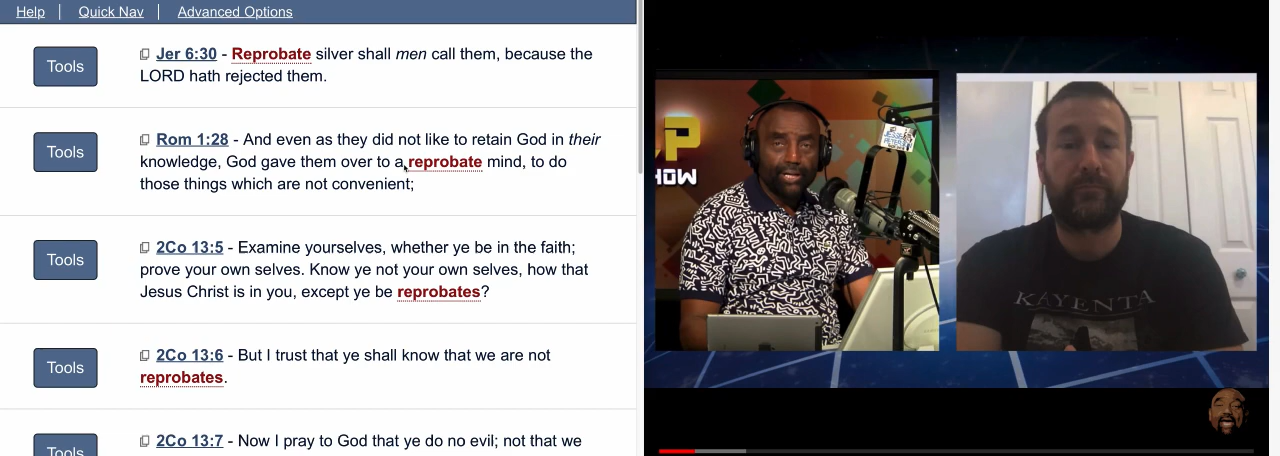 Help
Quick Nav
Advanced Options
Tools
Jer 6:30 - Reprobate silver shall men call them, because the
LORD hath rejected them.
Tools
Rom 1:28 - And even as they did not like to retain God in their
knowledge, God gave them over to a reprobate mind, to do
those things which are not convenient;
Tools
2Co 13:5 - Examine yourselves, whether ye be in the faith;
prove your own selves. Know ye not your own selves, how that
Jesus Christ is in you, except ye be reprobates?
Tools
2Co 13:6 - But I trust that ye shall know that we are not
reprobates.
Tools
2Co 13:7 - Now I pray to God that ye do no evil; not that we
P
HOW
JESSE
KAYENTA